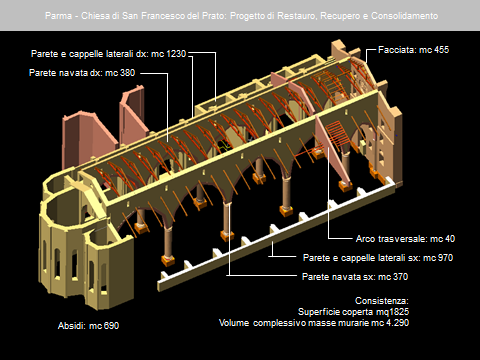 Parma - Chiesa di San Francesco del Prato: Progetto di Restauro, Recupero e Consolidamento
Parete e cappelle laterali dx: mc 1230
Facciata: mc 455
Parete navata dx: mc 380
Arco trasversale: mc 40
Parete e cappelle laterali sx: mc 970
Parete navata sx: mc 370
Consistenza:
Superficie coperta mq1825
Volume complessivo masse murarie mc 4.290
Absidi: mc 690